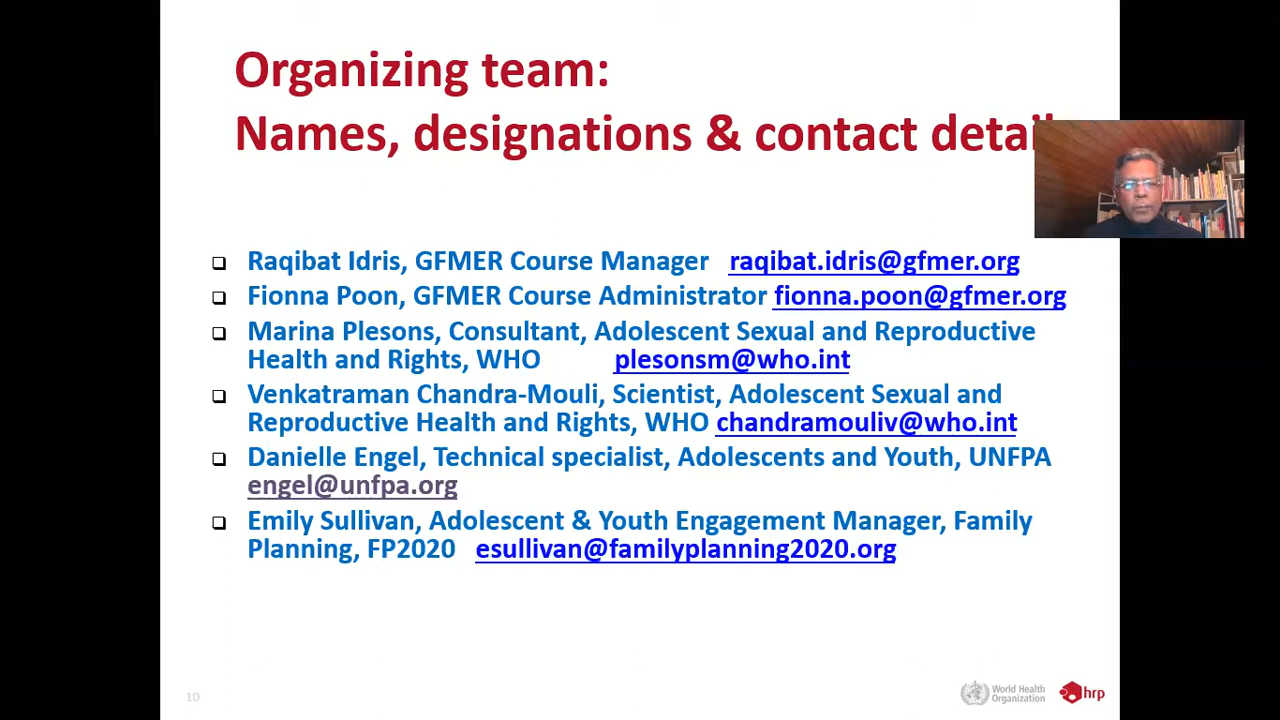 Organizing team:
Names, designations & contact detail
Raqibat Idris, GFMER Course Manager raqibat.idris@gfmer.org
Fionna Poon, GFMER Course Administrator fionna.poon@gfmer.org
Marina Plesons, Consultant, Adolescent Sexual and Reproductive
Health and Rights, WHO plesonsm@who.int
Venkatraman Chandra-Mouli, Scientist, Adolescent Sexual and
Reproductive Health and Rights, WHO chandramouliv@who.int
Danielle Engel, Technical specialist, Adolescents and Youth, UNFPA
engel@unfpa.org
Emily Sullivan, Adolescent & Youth Engagement Manager, Family
Planning, FP2020 esullivan@familyplanning2020.org
10
World Health
Organization
hrp